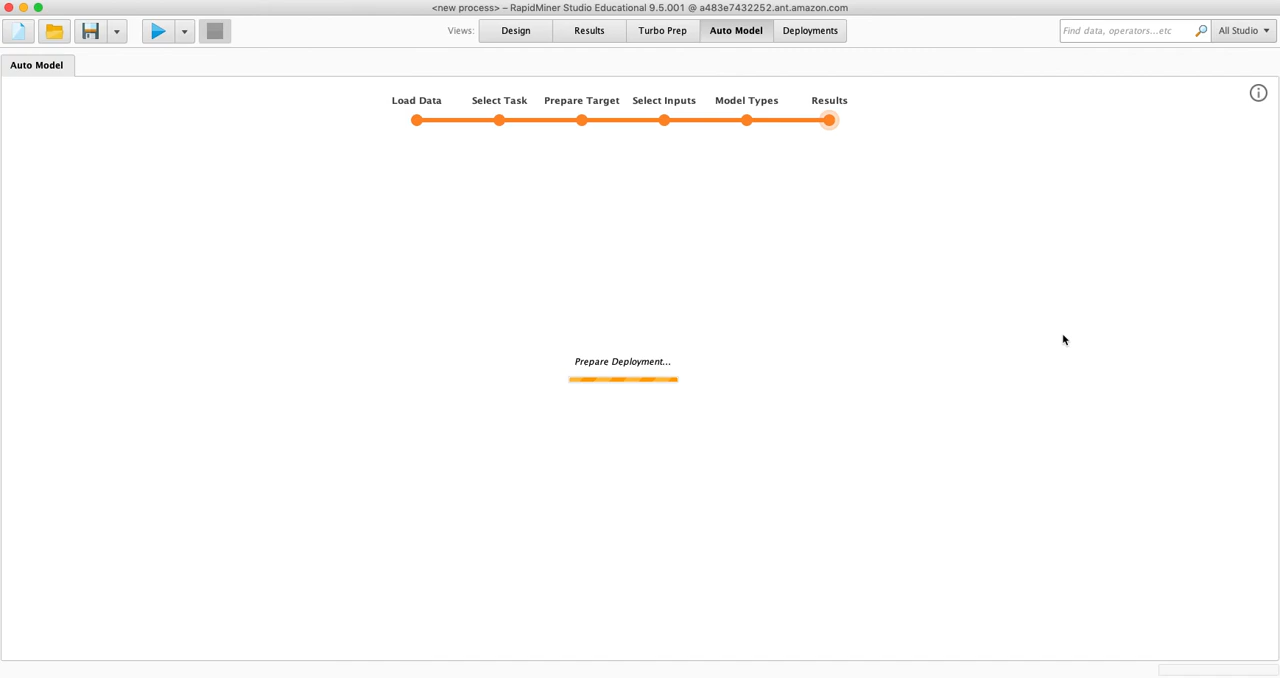 <new process> – RapidMiner Studio Educational 9.5.001 @ a483e7432252.ant.amazon.com
Views: Design Results Turbo Prep Auto Model Deployments Find data, operators...etc All Studio
Auto Model
Load Data Select Task Prepare Target Select Inputs Model Types Results
Prepare Deployment...